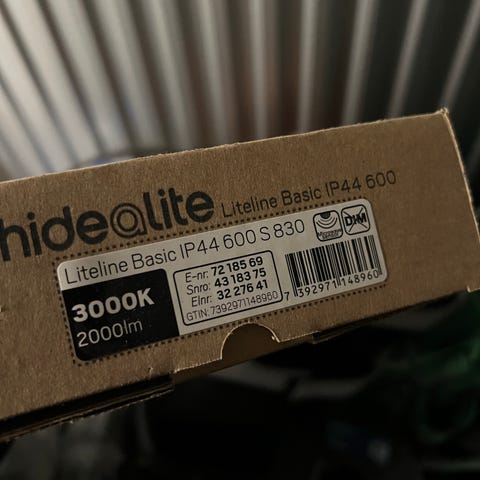 hidealite Liteline Basic IP44 600
Liteline Basic IP44 600 S 830
DIM
3000K
2000lm
E-nr: 72 185 69
Snro: 43 183 75
Elnr: 32 276 41
GTIN: 7392971148960
7 392971 148960